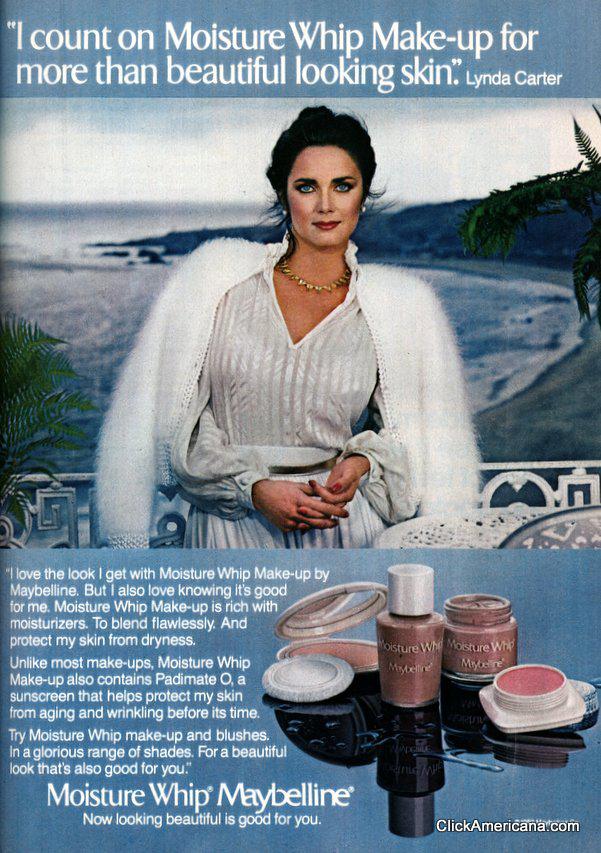 "I count on Moisture Whip Make-up for
more than beautiful looking skin." Lynda Carter
"I love the look I get with Moisture Whip Make-up by
Maybelline. But I also love knowing it's good
for me. Moisture Whip Make-up is rich with
moisturizers. To blend flawlessly. And
protect my skin from dryness.
Unlike most make-ups, Moisture Whip
Make-up also contains Padimate O, a
sunscreen that helps protect my skin
from aging and wrinkling before its time.
Try Moisture Whip make-up and blushes.
In a glorious range of shades. For a beautiful
look that's also good for you."
Moisture Whip
Maybelline®
Moisture Whip®
Maybelline®
Moisture Whip® Maybelline®
Now looking beautiful is good for you.
ClickAmericana.com